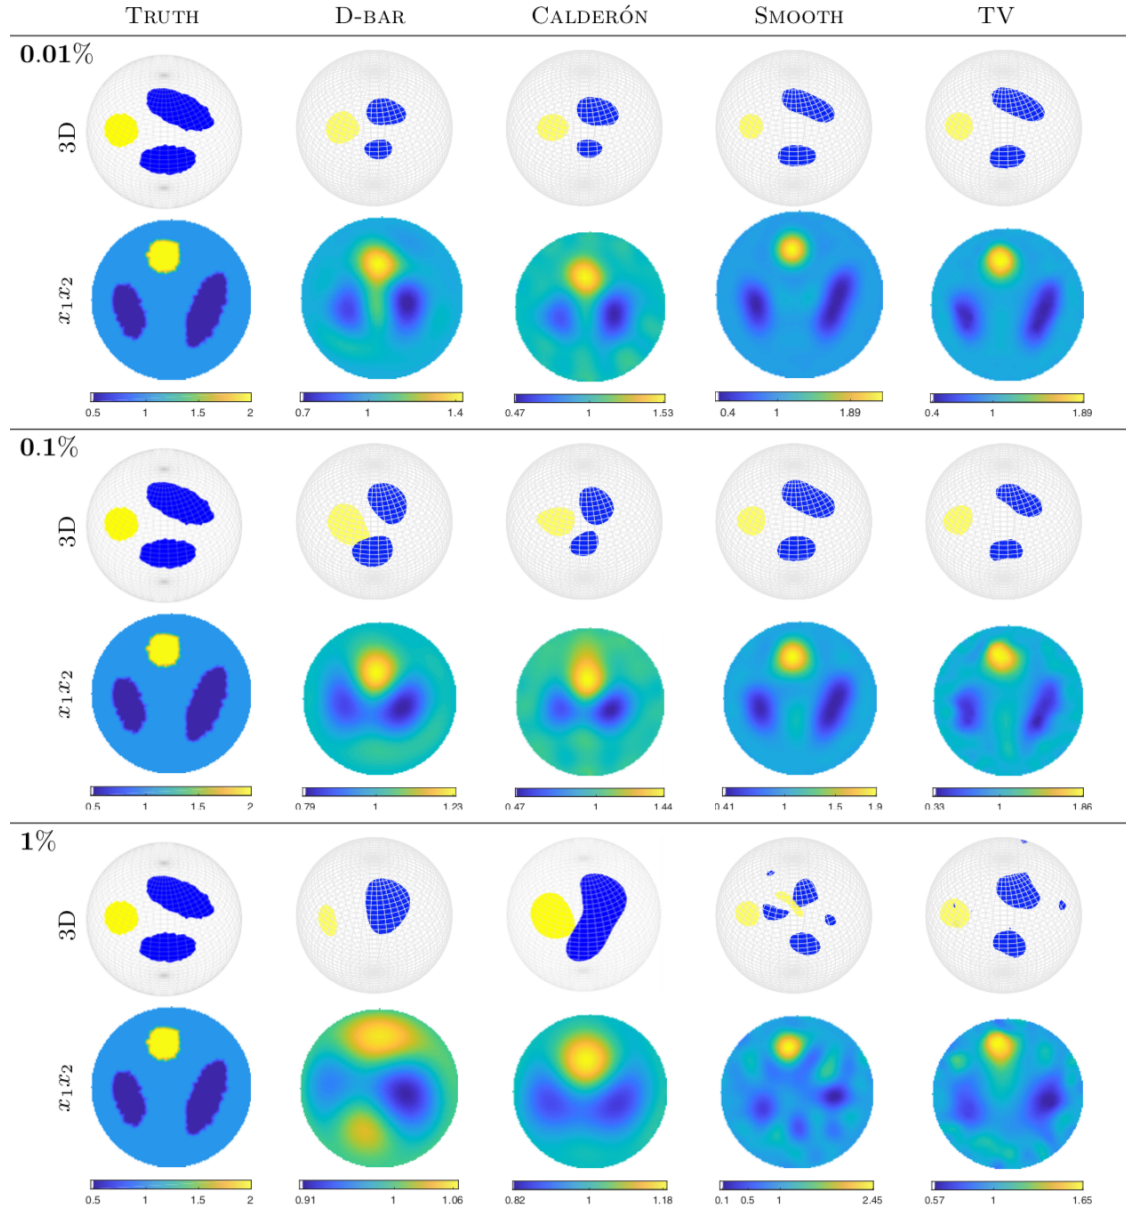 TRUTH D-BAR CALDERÓN SMOOTH TV
0.01%
3D
x₁x₂
0.5 1 1.5 2 0.7 1 1.4 0.47 1 1.53 0.4 1 1.89 0.4 1 1.89
0.1%
3D
x₁x₂
0.5 1 1.5 2 0.79 1 1.23 0.47 1 1.44 0.41 1 1.5 1.9 0.33 1 1.86
1%
3D
x₁x₂
0.5 1 1.5 2 0.91 1 1.06 0.82 1 1.18 0.1 0.5 1 2.45 0.57 1 1.65